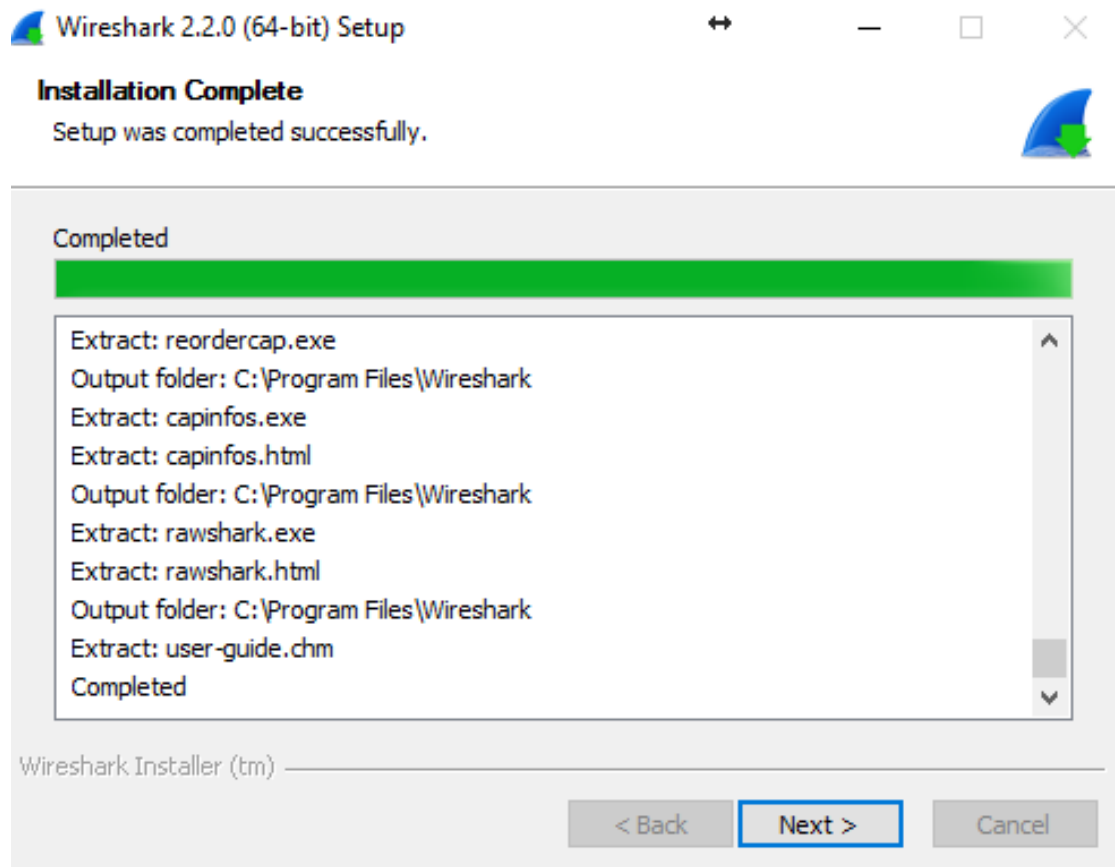 Wireshark 2.2.0 (64-bit) Setup
Installation Complete
Setup was completed successfully.
Completed
Extract: reordercap.exe
Output folder: C:\Program Files\Wireshark
Extract: capinfos.exe
Extract: capinfos.html
Output folder: C:\Program Files\Wireshark
Extract: rawshark.exe
Extract: rawshark.html
Output folder: C:\Program Files\Wireshark
Extract: user-guide.chm
Completed
Wireshark Installer (tm)
< Back Next > Cancel